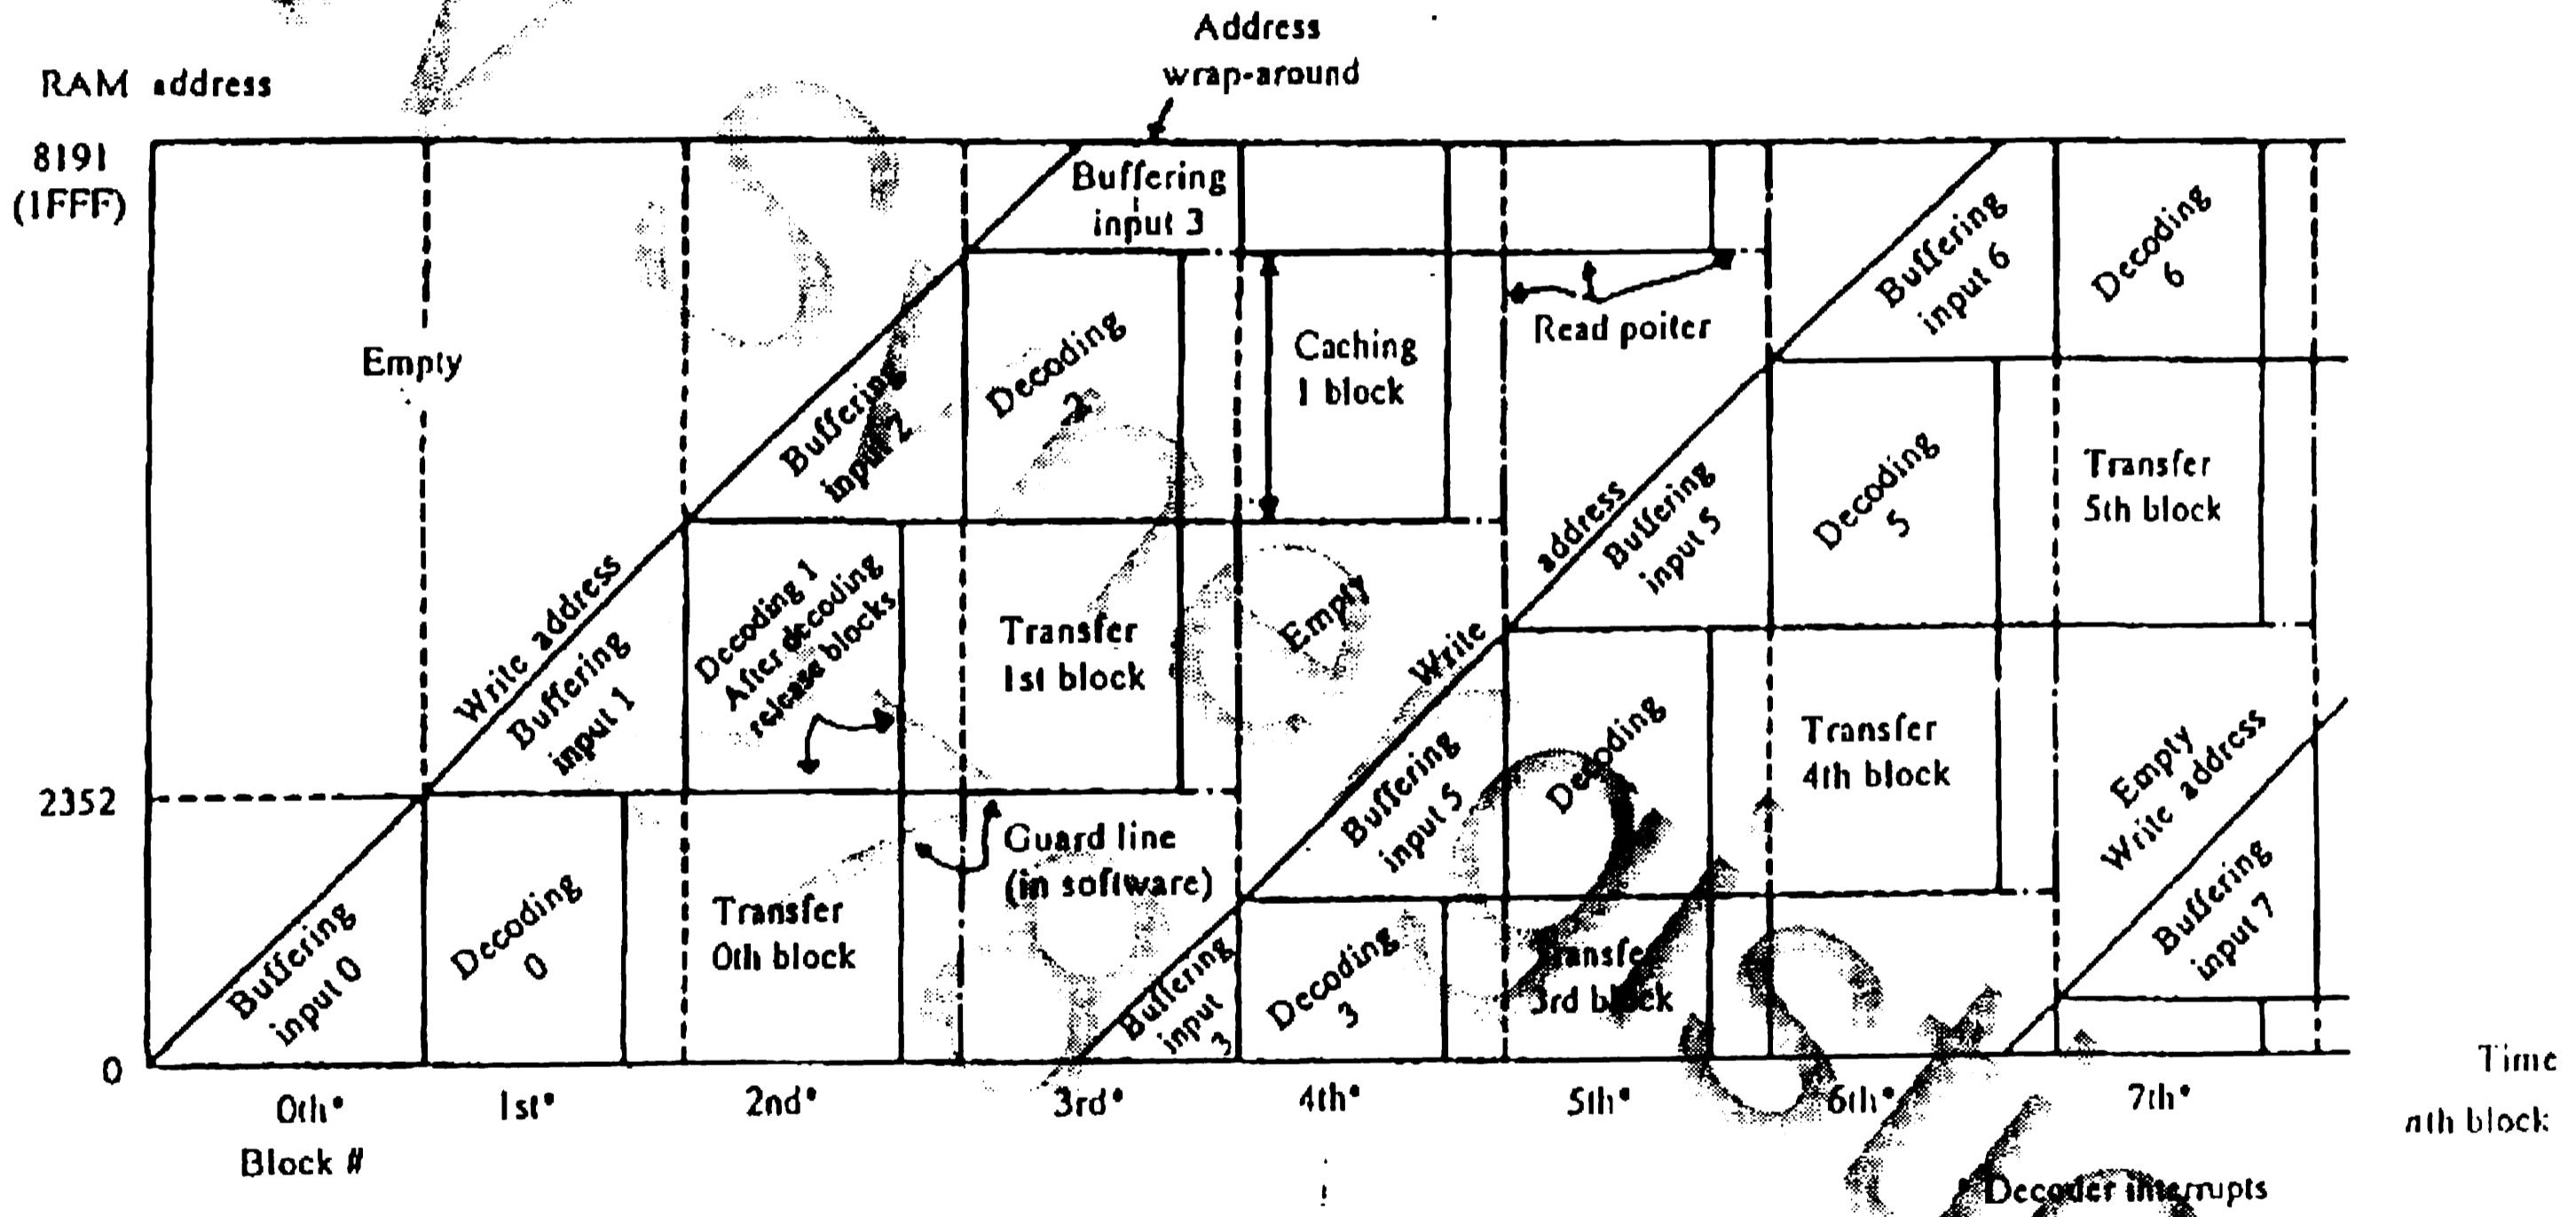 Address
wrap-around
RAM address
8191
(1FFF)
Buffering
input 3
Empty
Buffering
input 2
Decoding
2
Caching
1 block
Read poiter
Buffering
input 6
Decoding
6
Write address
Buffering
input 1
Decoding 1
After decoding
release blocks
Transfer
1st block
Empty
Write address
Buffering
input 5
Decoding
5
Transfer
5th block
2352
Buffering
input 0
Decoding
0
Transfer
0th block
Guard line
(in software)
Buffering
input
3
Decoding
3
Buffering
input 5
Decoding
Transfer
3rd block
Transfer
4th block
Empty
Write address
Buffering
input 7
0
0th* 1st* 2nd* 3rd* 4th* 5th* 6th* 7th*
Time
Block #
nth block
Decoder interrupts